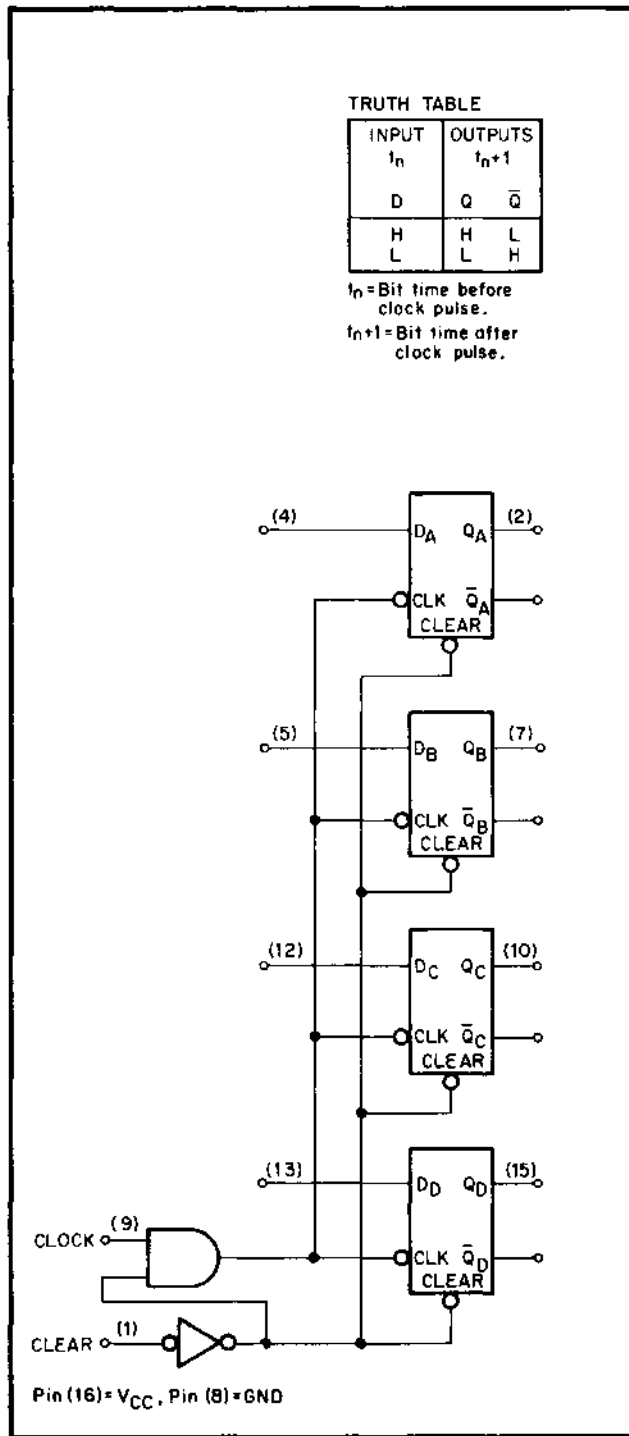 TRUTH TABLE
INPUT OUTPUTS
tn tn+1
D Q Q̅
H H L
L L H
tn=Bit time before
clock pulse.
tn+1=Bit time after
clock pulse.
(4) DA QA (2)
CLK Q̅A
CLEAR
(5) DB QB (7)
CLK Q̅B
CLEAR
(12) DC QC (10)
CLK Q̅C
CLEAR
(13) DD QD (15)
CLOCK (9)
CLK Q̅D
CLEAR
CLEAR (1)
Pin (16)= VCC, Pin (8)=GND